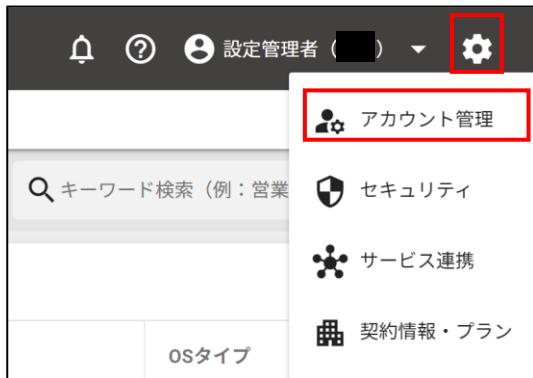 設定管理者（ ）
アカウント管理
キーワード検索（例：営業
セキュリティ
サービス連携
契約情報・プラン
OSタイプ